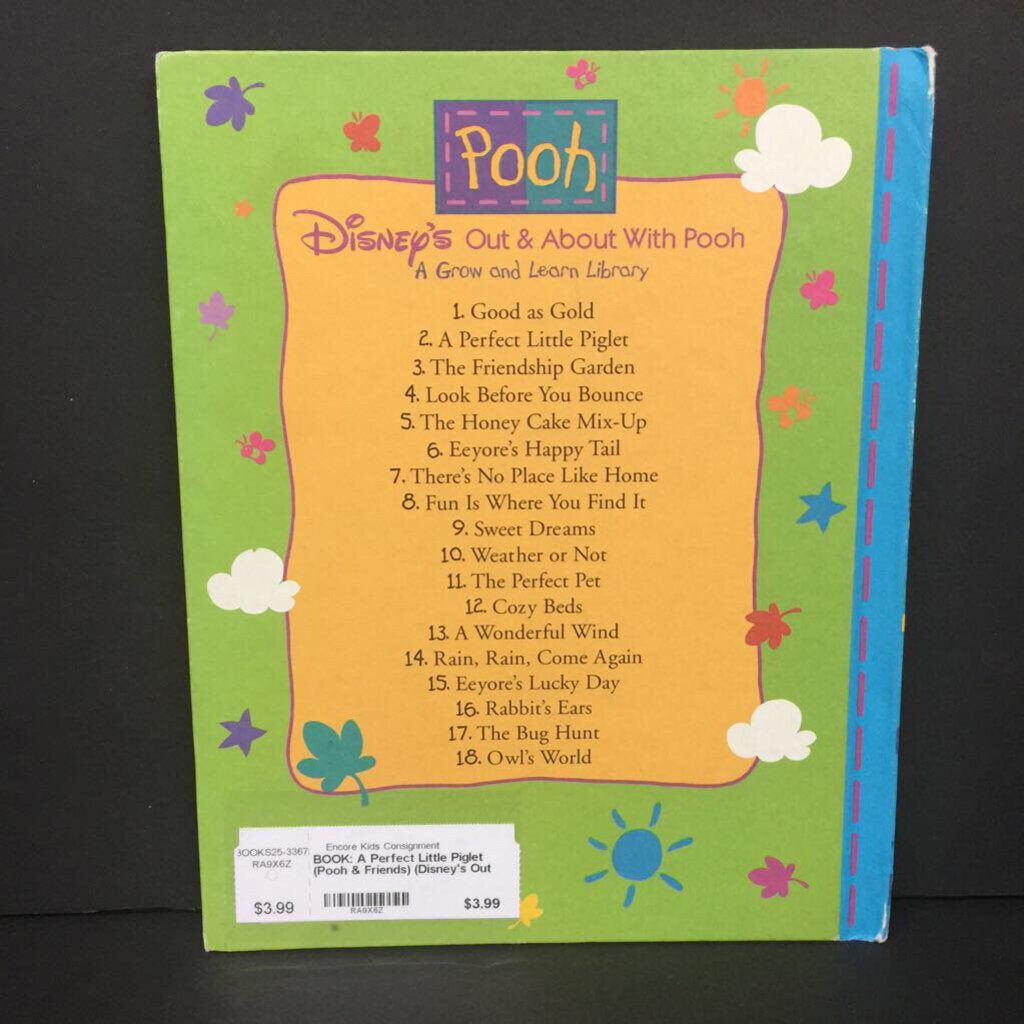 Pooh
Disney's Out & About With Pooh
A Grow and Learn Library
1. Good as Gold
2. A Perfect Little Piglet
3. The Friendship Garden
4. Look Before You Bounce
5. The Honey Cake Mix-Up
6. Eeyore's Happy Tail
7. There's No Place Like Home
8. Fun Is Where You Find It
9. Sweet Dreams
10. Weather or Not
11. The Perfect Pet
12. Cozy Beds
13. A Wonderful Wind
14. Rain, Rain, Come Again
15. Eeyore's Lucky Day
16. Rabbit's Ears
17. The Bug Hunt
18. Owl's World
BOOKS25-3367
RA9X6Z
$3.99
Encore Kids Consignment
BOOK: A Perfect Little Piglet
(Pooh & Friends) (Disney's Out
RA9X6Z
$3.99